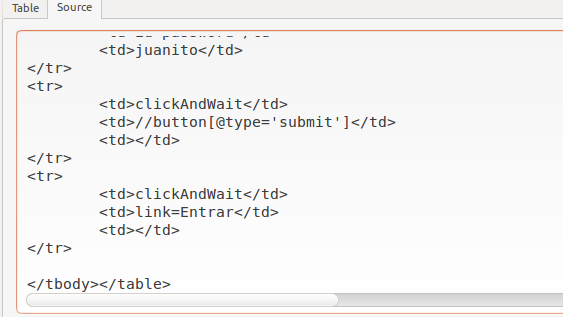 Table Source
<td>juanito</td>
</tr>
<tr>
<td>clickAndWait</td>
<td>//button[@type='submit']</td>
<td></td>
</tr>
<tr>
<td>clickAndWait</td>
<td>link=Entrar</td>
<td></td>
</tr>
</tbody></table>